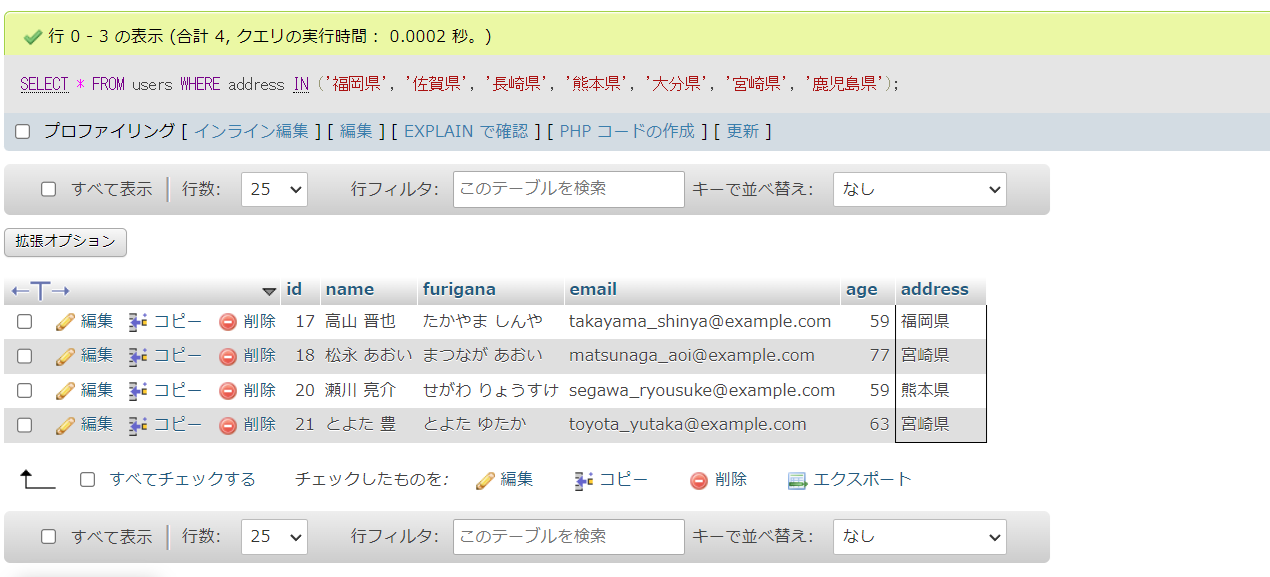 行 0 - 3 の表示 (合計 4, クエリの実行時間： 0.0002 秒。)
SELECT * FROM users WHERE address IN ('福岡県', '佐賀県', '長崎県', '熊本県', '大分県', '宮崎県', '鹿児島県');
プロファイリング [ インライン編集 ] [ 編集 ] [ EXPLAIN で確認 ] [ PHP コードの作成 ] [ 更新 ]
すべて表示 行数: 25 行フィルタ: このテーブルを検索 キーで並べ替え: なし
拡張オプション
←T→ id name furigana email age address
編集 コピー 削除 17 高山 晋也 たかやま しんや takayama_shinya@example.com 59 福岡県
編集 コピー 削除 18 松永 あおい まつなが あおい matsunaga_aoi@example.com 77 宮崎県
編集 コピー 削除 20 瀬川 亮介 せがわ りょうすけ segawa_ryousuke@example.com 59 熊本県
編集 コピー 削除 21 とよた 豊 とよた ゆたか toyota_yutaka@example.com 63 宮崎県
すべてチェックする チェックしたものを: 編集 コピー 削除 エクスポート
すべて表示 行数: 25 行フィルタ: このテーブルを検索 キーで並べ替え: なし